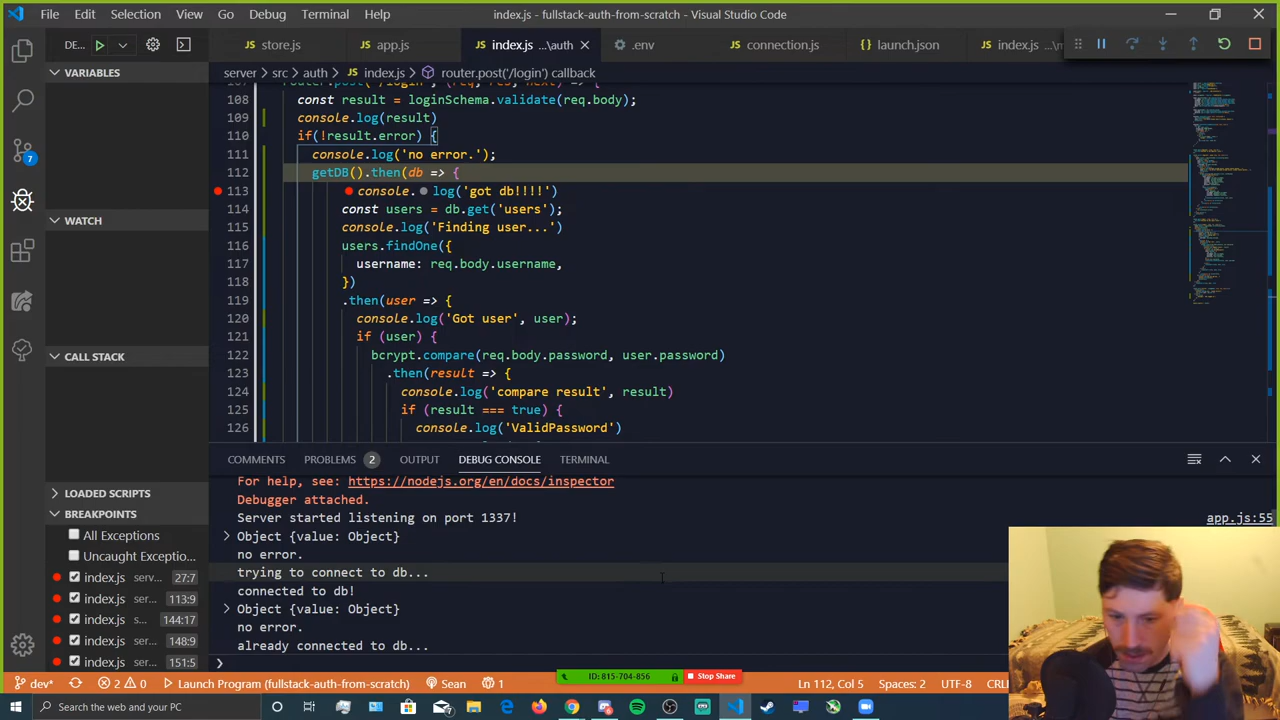 File Edit Selection View Go Debug Terminal Help index.js - fullstack-auth-from-scratch - Visual Studio Code
DE... store.js app.js index.js ...\auth .env connection.js launch.json index.js ...\m
VARIABLES
server > src > auth > index.js > router.post('/login') callback
108 const result = loginSchema.validate(req.body);
109 console.log(result)
110 if(!result.error) {
111 console.log('no error.');
112 getDB().then(db => {
113 console. log('got db!!!!')
114 const users = db.get('users');
115 console.log('Finding user...')
116 users.findOne({
117 username: req.body.username,
118 })
119 .then(user => {
120 console.log('Got user', user);
121 if (user) {
122 bcrypt.compare(req.body.password, user.password)
123 .then(result => {
124 console.log('compare result', result)
125 if (result === true) {
126 console.log('ValidPassword')
7
WATCH
CALL STACK
LOADED SCRIPTS
BREAKPOINTS
All Exceptions
Uncaught Exceptio...
index.js serv... 27:7
index.js ser... 113:9
index.js s... 144:17
index.js ser... 148:9
index.js ser... 151:5
COMMENTS PROBLEMS 2 OUTPUT DEBUG CONSOLE TERMINAL
For help, see: https://nodejs.org/en/docs/inspector
Debugger attached.
Server started listening on port 1337! app.js:55
Object {value: Object}
no error.
trying to connect to db...
connected to db!
Object {value: Object}
no error.
already connected to db...
dev* 2 0 Launch Program (fullstack-auth-from-scratch) Sean 1 ID: 815-704-856 Stop Share Ln 112, Col 5 Spaces: 2 UTF-8 CRLF
Type here to search